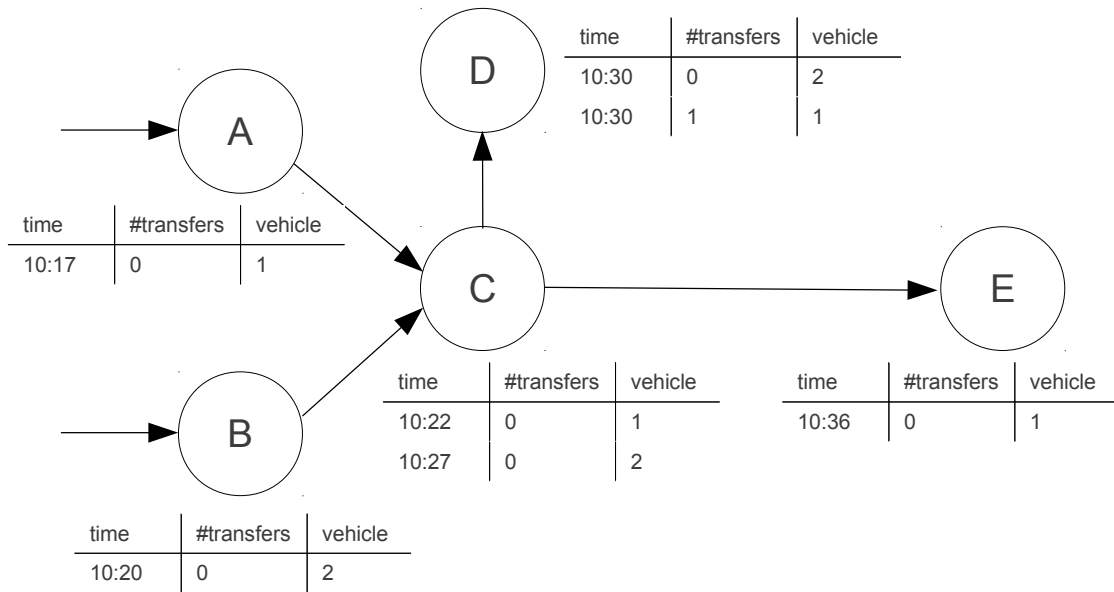 D
time #transfers vehicle
10:30 0 2
10:30 1 1
A
time #transfers vehicle
10:17 0 1
C
time #transfers vehicle
10:22 0 1
10:27 0 2
E
time #transfers vehicle
10:36 0 1
B
time #transfers vehicle
10:20 0 2